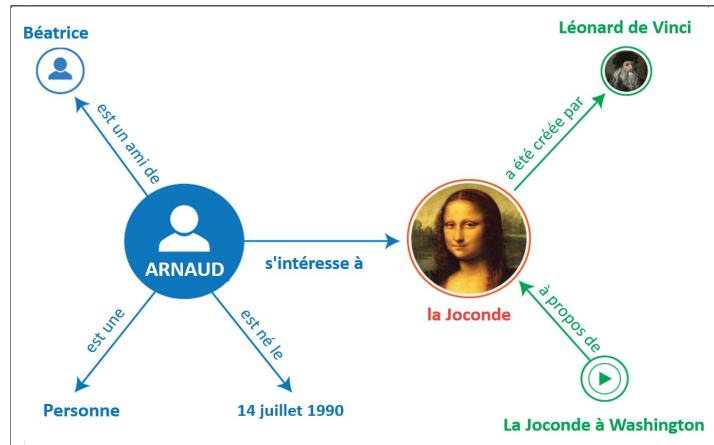 Béatrice
Léonard de Vinci
est un ami de
a été créée par
ARNAUD
s'intéresse à
la Joconde
est une
est né le
à propos de
Personne
14 juillet 1990
La Joconde à Washington